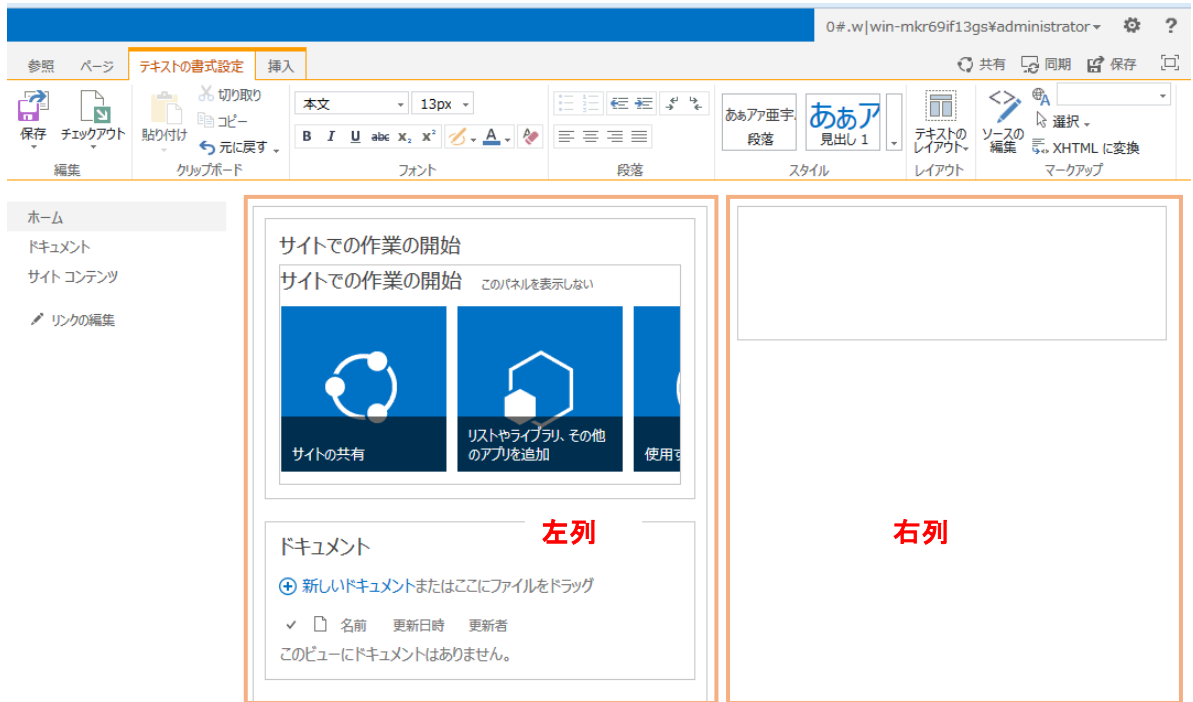 0#.w|win-mkr69if13gs¥administrator ?
参照 ページ テキストの書式設定 挿入 共有 同期 保存
保存 チェックアウト 貼り付け 切り取り コピー 元に戻す
本文 13px
B I U abc x₂ x² A
あぁアァ亜宇. 段落
あぁア 見出し 1
テキストの レイアウト
ソースの 編集
選択
XHTML に変換
編集 クリップボード フォント 段落 スタイル レイアウト マークアップ
ホーム
ドキュメント
サイト コンテンツ
リンクの編集
サイトでの作業の開始
サイトでの作業の開始 このパネルを表示しない
サイトの共有
リストやライブラリ、その他
のアプリを追加
使用す
左列
右列
ドキュメント
新しいドキュメントまたはここにファイルをドラッグ
名前 更新日時 更新者
このビューにドキュメントはありません。